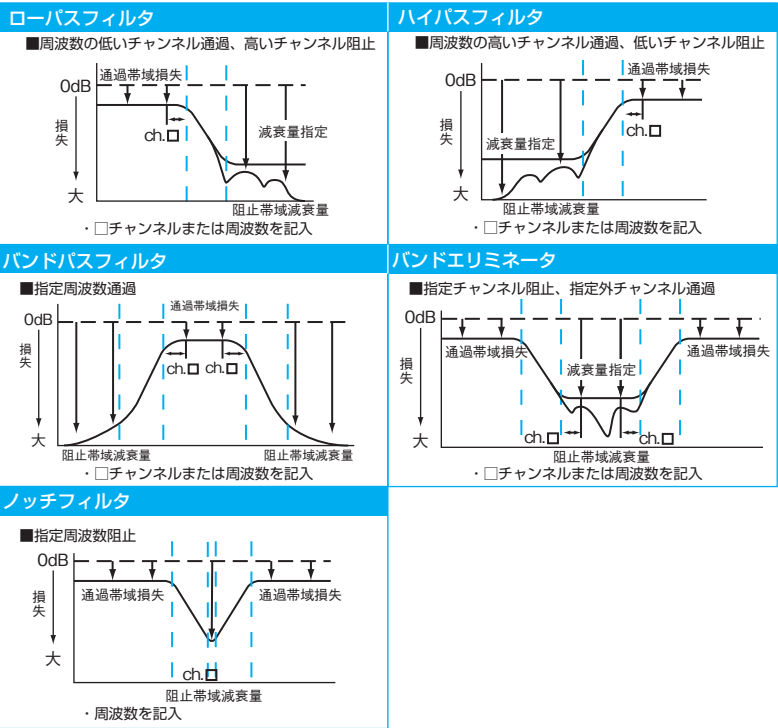 ローパスフィルタ
■周波数の低いチャンネル通過、高いチャンネル阻止
0dB
通過帯域損失
損失
ch.□
減衰量指定
大
阻止帯域減衰量
・□チャンネルまたは周波数を記入
ハイパスフィルタ
■周波数の高いチャンネル通過、低いチャンネル阻止
0dB
通過帯域損失
損失
ch.□
減衰量指定
大
阻止帯域減衰量
・□チャンネルまたは周波数を記入
バンドパスフィルタ
■指定周波数通過
通過帯域損失
0dB
損失
ch.□ ch.□
大
阻止帯域減衰量 阻止帯域減衰量
・□チャンネルまたは周波数を記入
バンドエリミネータ
■指定チャンネル阻止、指定外チャンネル通過
0dB
通過帯域損失 通過帯域損失
損失
減衰量指定
大
ch.□ ch.□
阻止帯域減衰量
・□チャンネルまたは周波数を記入
ノッチフィルタ
■指定周波数阻止
0dB
損失
通過帯域損失 通過帯域損失
大
ch.□
阻止帯域減衰量
・周波数を記入